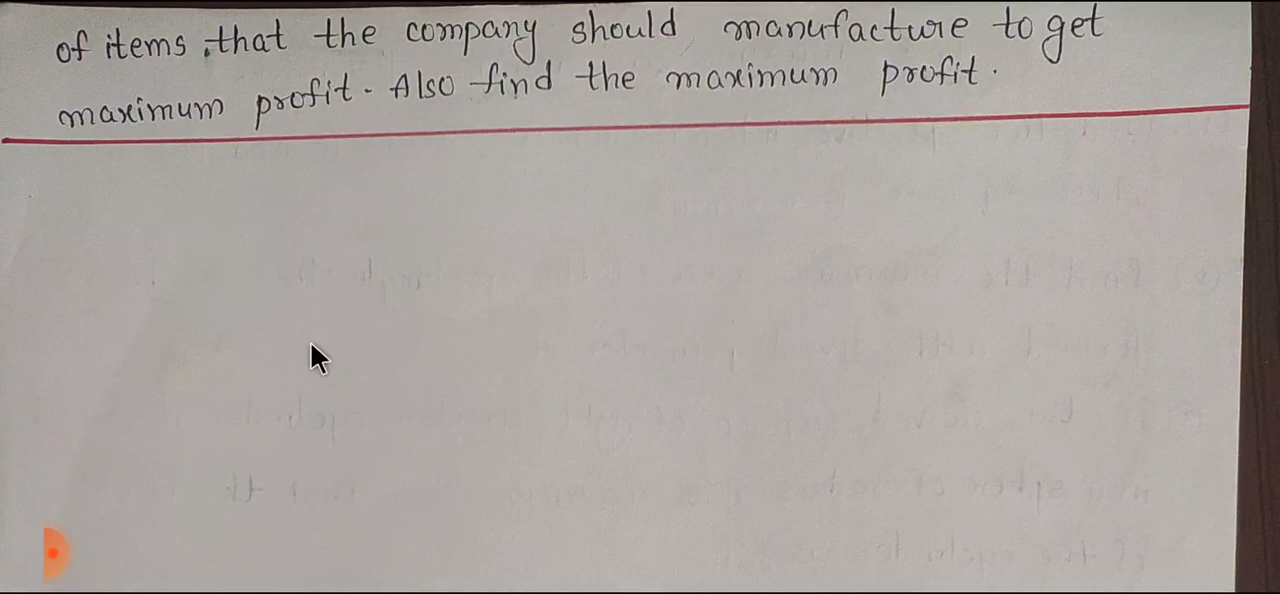 of items that the company should manufacture to get
maximum profit. Also find the maximum profit.